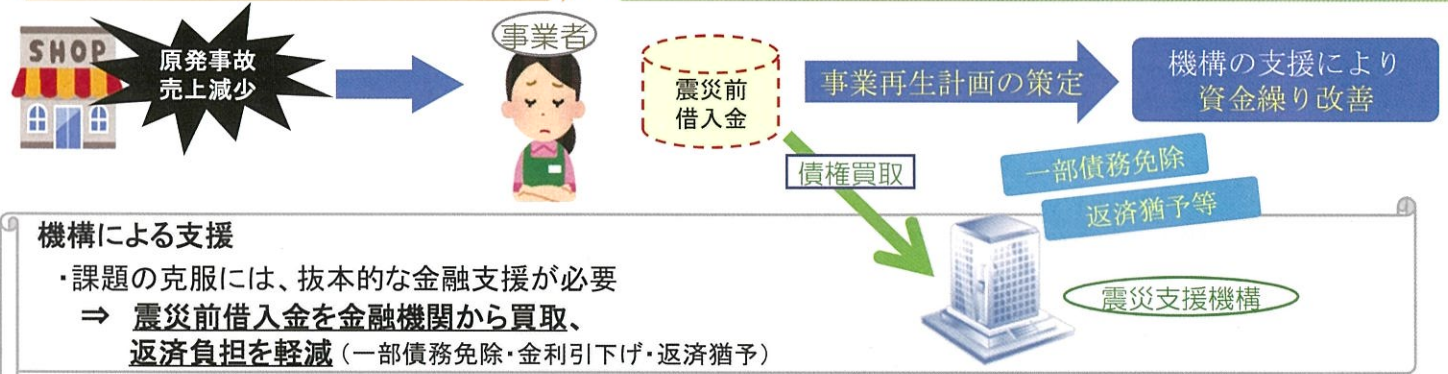 SHOP
原発事故
売上減少
事業者
震災前
借入金
事業再生計画の策定
機構の支援により
資金繰り改善
債権買取
一部債務免除
返済猶予等
機構による支援
・課題の克服には、抜本的な金融支援が必要
⇒ 震災前借入金を金融機関から買取、
返済負担を軽減（一部債務免除・金利引下げ・返済猶予）
震災支援機構